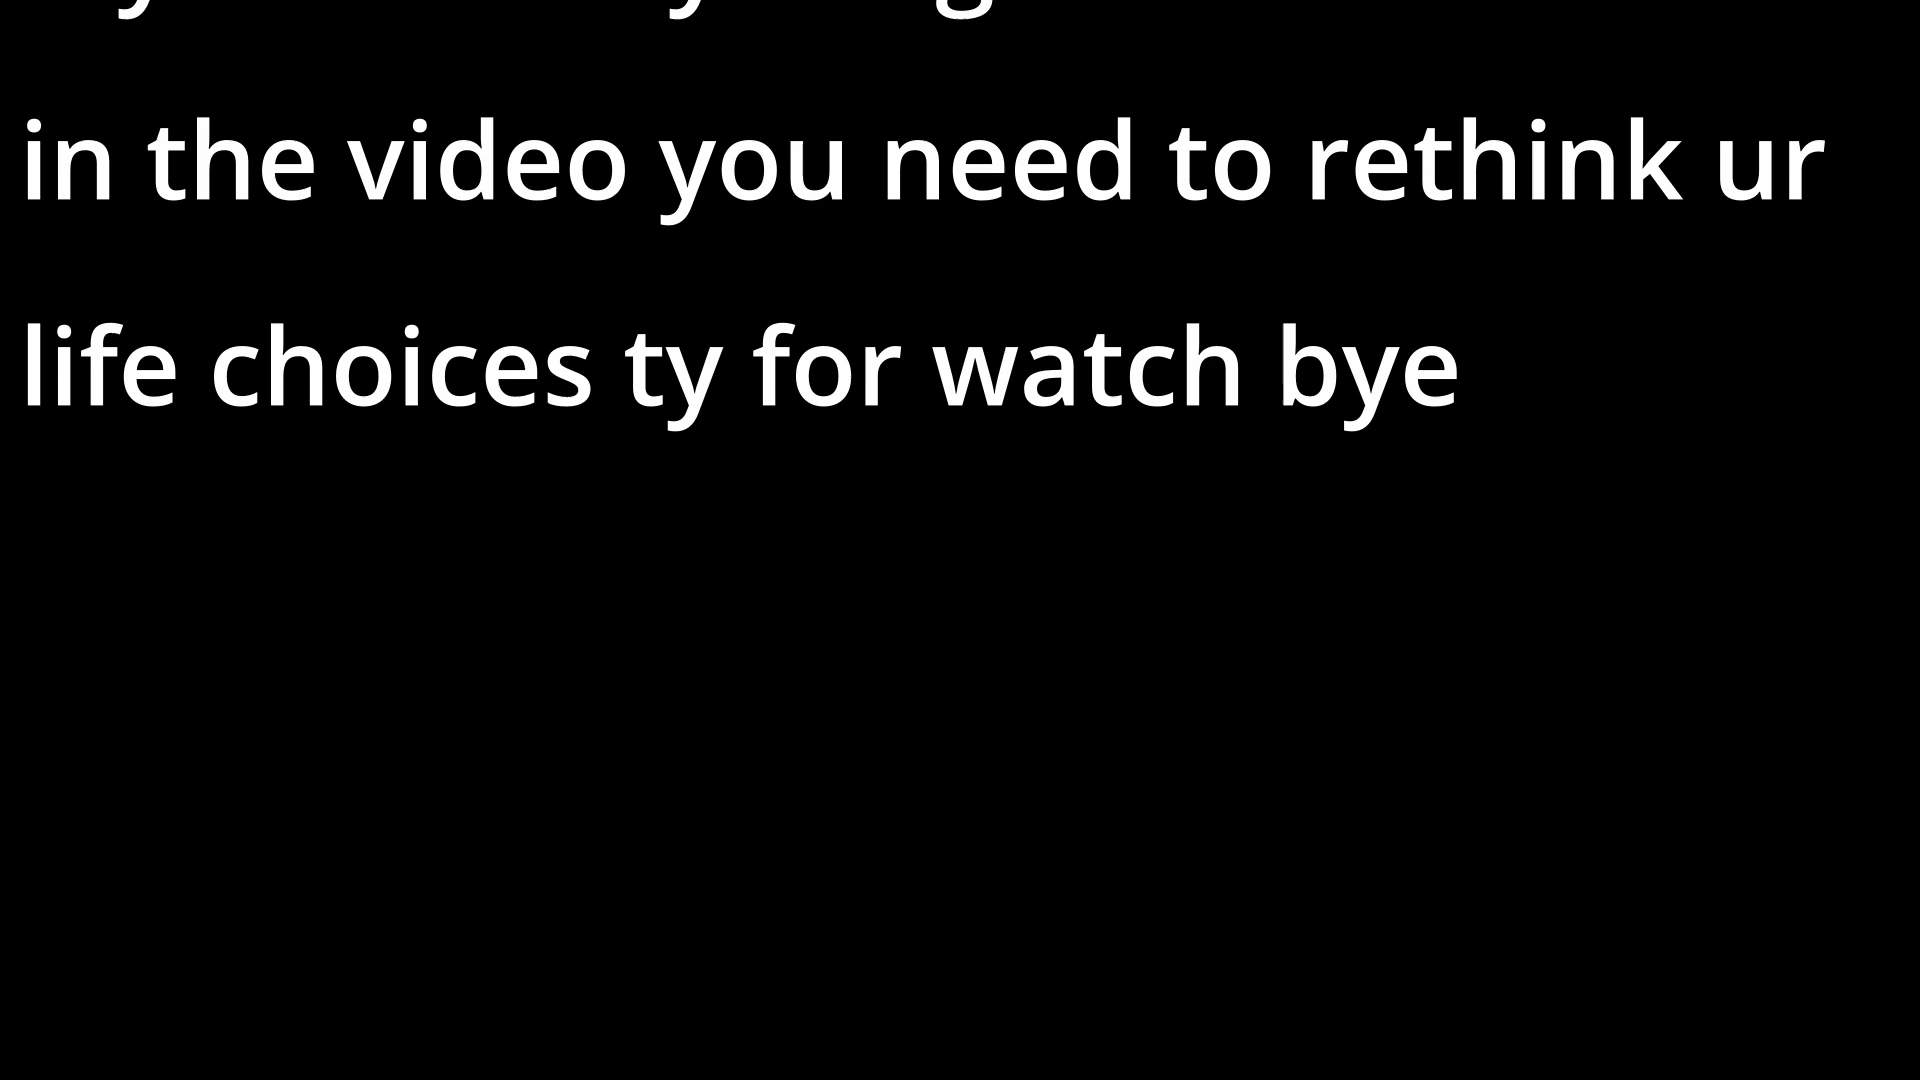 in the video you need to rethink ur
life choices ty for watch bye